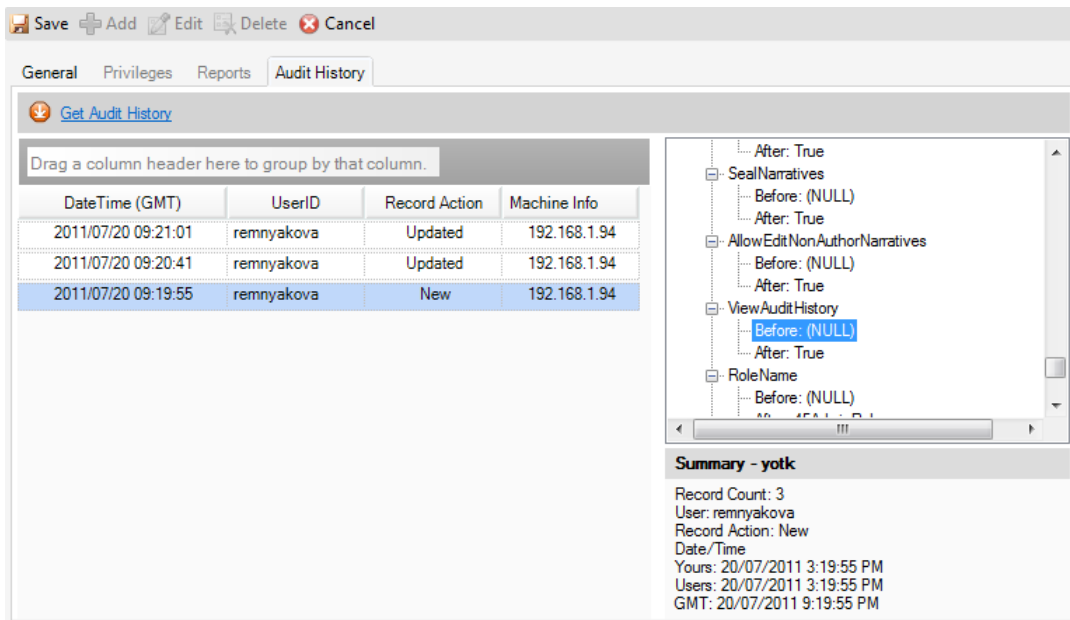 Save Add Edit Delete Cancel
General Privileges Reports Audit History
Get Audit History
Drag a column header here to group by that column.
DateTime (GMT) UserID Record Action Machine Info
2011/07/20 09:21:01 remnyakova Updated 192.168.1.94
2011/07/20 09:20:41 remnyakova Updated 192.168.1.94
2011/07/20 09:19:55 remnyakova New 192.168.1.94
After: True
SealNarratives
Before: (NULL)
After: True
AllowEditNonAuthorNarratives
Before: (NULL)
After: True
ViewAuditHistory
Before: (NULL)
After: True
RoleName
Before: (NULL)
Summary - yotk
Record Count: 3
User: remnyakova
Record Action: New
Date/Time
Yours: 20/07/2011 3:19:55 PM
Users: 20/07/2011 3:19:55 PM
GMT: 20/07/2011 9:19:55 PM